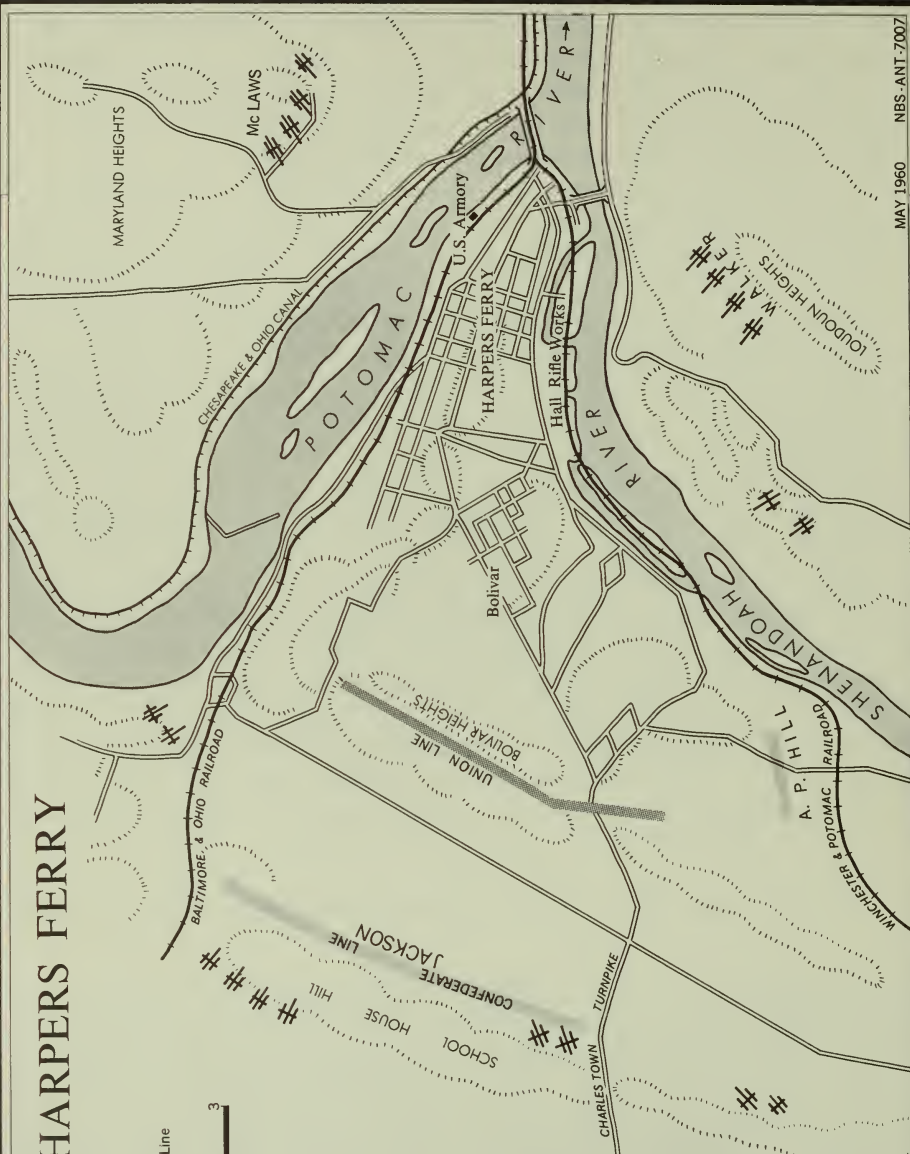 HARPERS FERRY
Line
3
MARYLAND HEIGHTS
Mc LAWS
CHESAPEAKE & OHIO CANAL
POTOMAC
RIVER
U.S. Armory
HARPERS FERRY
Hall Rifle Works
RIVER
SHENANDOAH
WALKER
LOUDOUN HEIGHTS
Bolivar
BOLIVAR HEIGHTS
UNION LINE
BALTIMORE & OHIO RAILROAD
A. P. HILL
WINCHESTER & POTOMAC RAILROAD
JACKSON
CONFEDERATE LINE
SCHOOL HOUSE HILL
CHARLES TOWN TURNPIKE
MAY 1960 NBS-ANT-7007